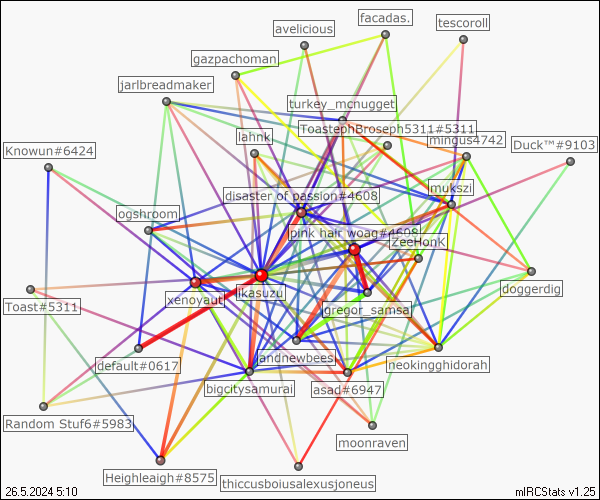 facadas.
tescoroll
avelicious
gazpachoman
jarlbreadmaker
turkey_mcnugget
ToastephBroseph5311#5311
lahnk
mingus4742
Duck™#9103
Knowun#6424
mukszi
disaster of passion#4608
ogshroom
pink hair woag#4608
ZeeHonK
doggerdig
ikasuzu
xenoyaut
Toast#5311
gregor_samsa
andnewbees
default#0617
neokingghidorah
bigcitysamurai
asad#6947
Random Stuf6#5983
moonraven
Heighleaigh#8575
thiccusboiusalexusjoneus
26.5.2024 5:10
mIRCStats v1.25